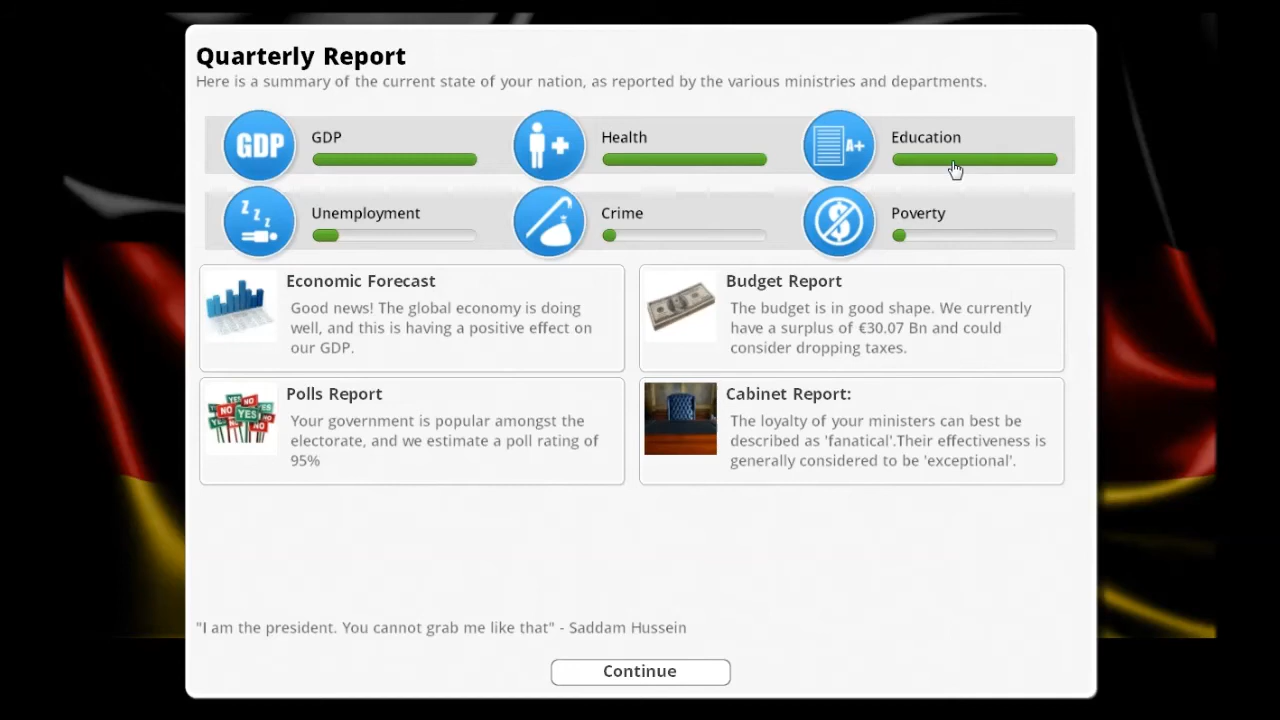 Quarterly Report
Here is a summary of the current state of your nation, as reported by the various ministries and departments.
GDP
GDP
Health
A+
Education
Z Z Z
Unemployment
Crime
$
Poverty
Economic Forecast
Good news! The global economy is doing
well, and this is having a positive effect on
our GDP.
Budget Report
The budget is in good shape. We currently
have a surplus of €30.07 Bn and could
consider dropping taxes.
Polls Report
YES NO YES NO YES NO
Your government is popular amongst the
electorate, and we estimate a poll rating of
95%
Cabinet Report:
The loyalty of your ministers can best be
described as 'fanatical'.Their effectiveness is
generally considered to be 'exceptional'.
"I am the president. You cannot grab me like that" - Saddam Hussein
Continue